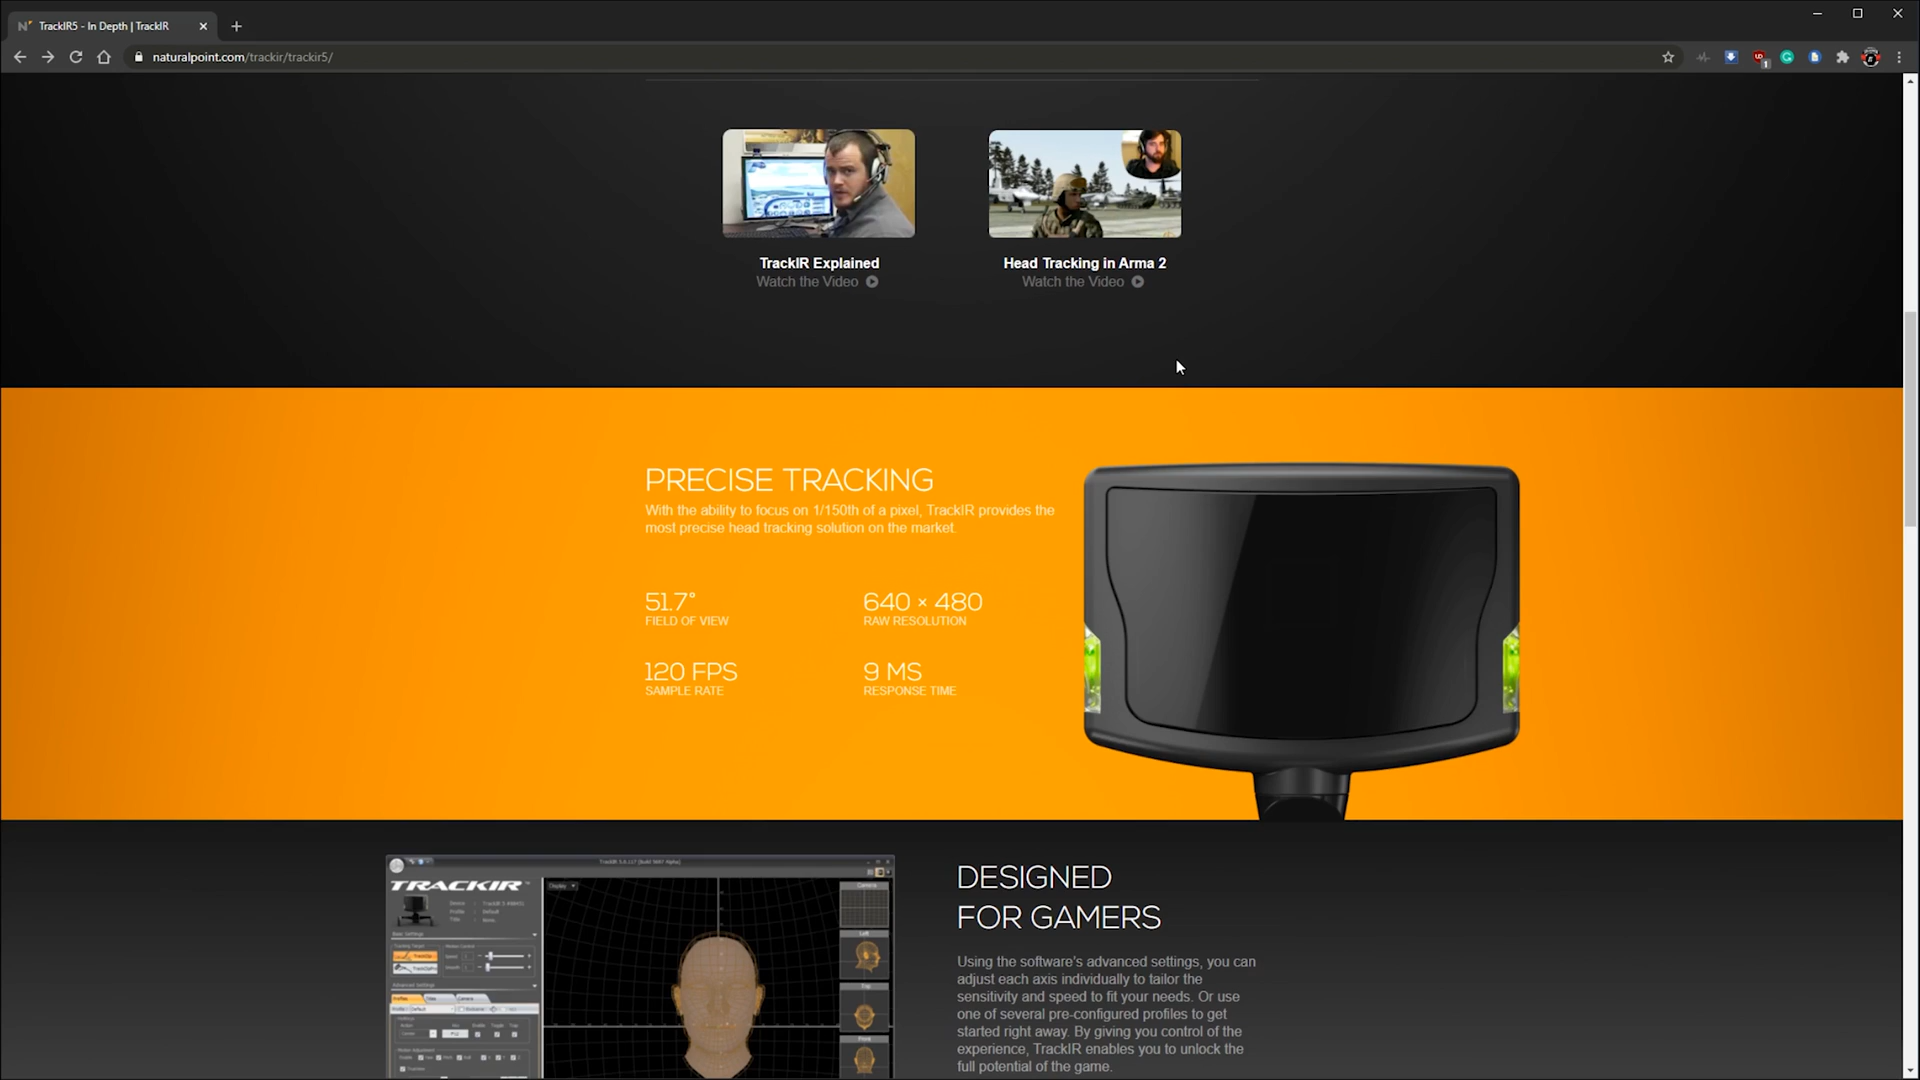 TrackIR5 - In Depth | TrackIR
naturalpoint.com/trackir/trackir5/
TrackIR Explained
Watch the Video
Head Tracking in Arma 2
Watch the Video
PRECISE TRACKING
With the ability to focus on 1/150th of a pixel, TrackIR provides the
most precise head tracking solution on the market.
51.7°
FIELD OF VIEW
640 × 480
RAW RESOLUTION
120 FPS
SAMPLE RATE
9 MS
RESPONSE TIME
TRACKIR
DESIGNED
FOR GAMERS
Using the software's advanced settings, you can
adjust each axis individually to tailor the
sensitivity and speed to fit your needs. Or use
one of several pre-configured profiles to get
started right away. By giving you control of the
experience, TrackIR enables you to unlock the
full potential of the game.